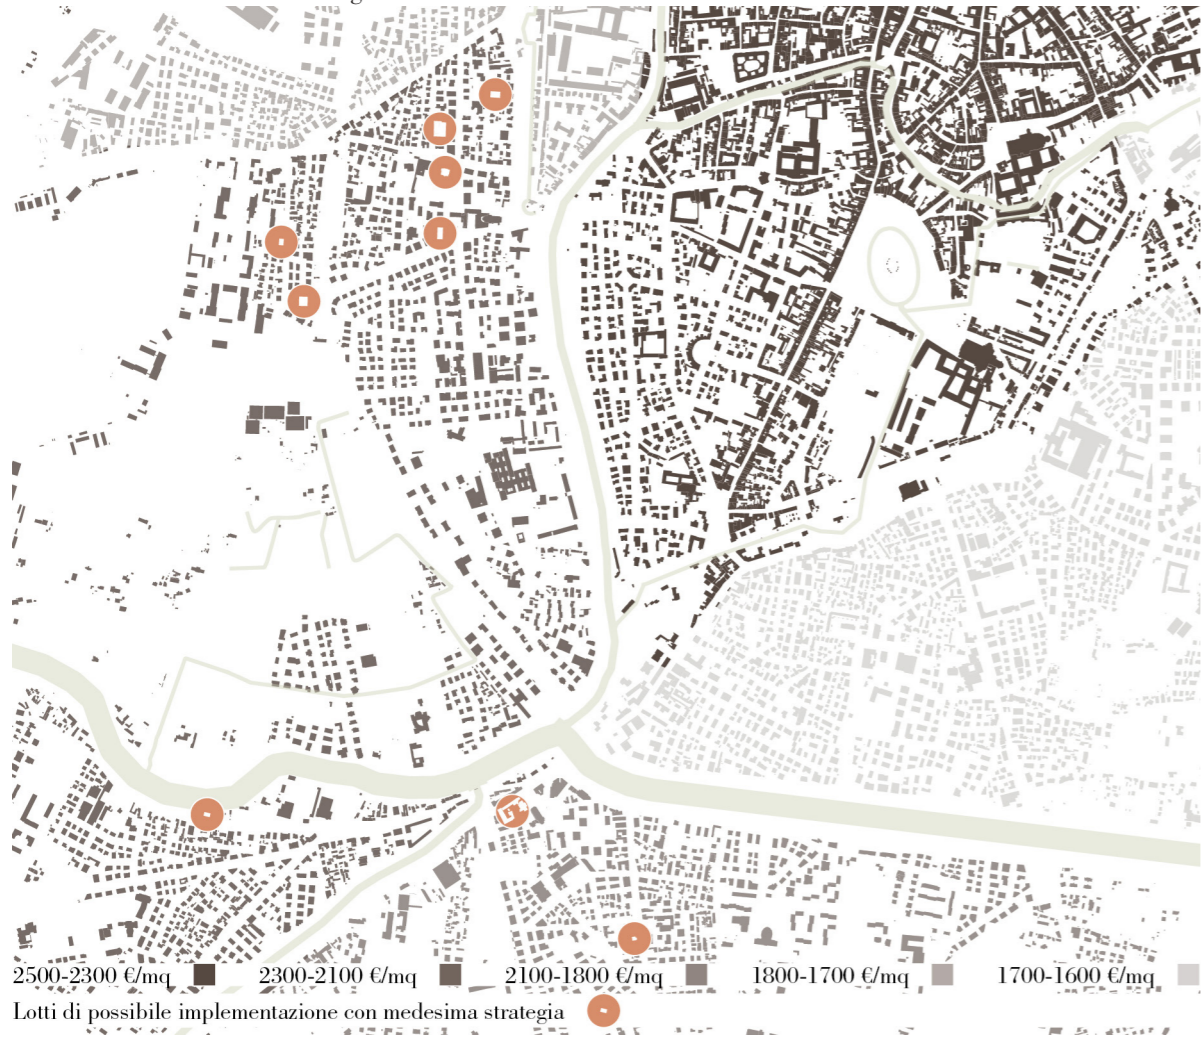 2500-2300 €/mq 2300-2100 €/mq 2100-1800 €/mq 1800-1700 €/mq 1700-1600 €/mq
Lotti di possibile implementazione con medesima strategia